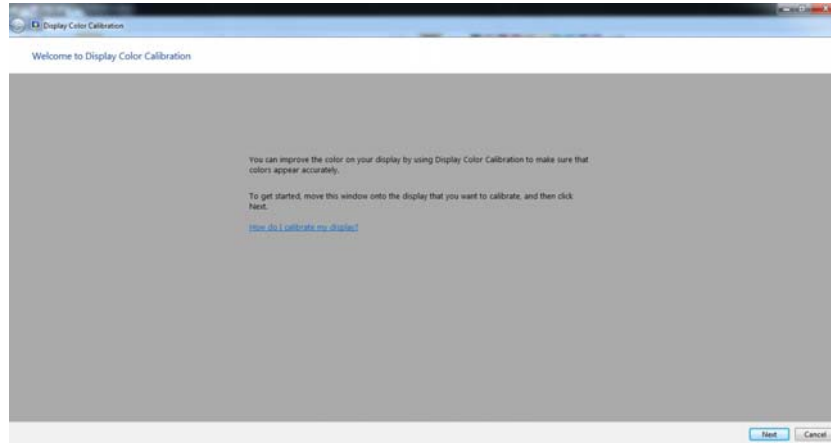 Display Color Calibration
Welcome to Display Color Calibration
You can improve the color on your display by using Display Color Calibration to make sure that
colors appear accurately.
To get started, move this window onto the display that you want to calibrate, and then click
Next.
How do I calibrate my display?
Next Cancel